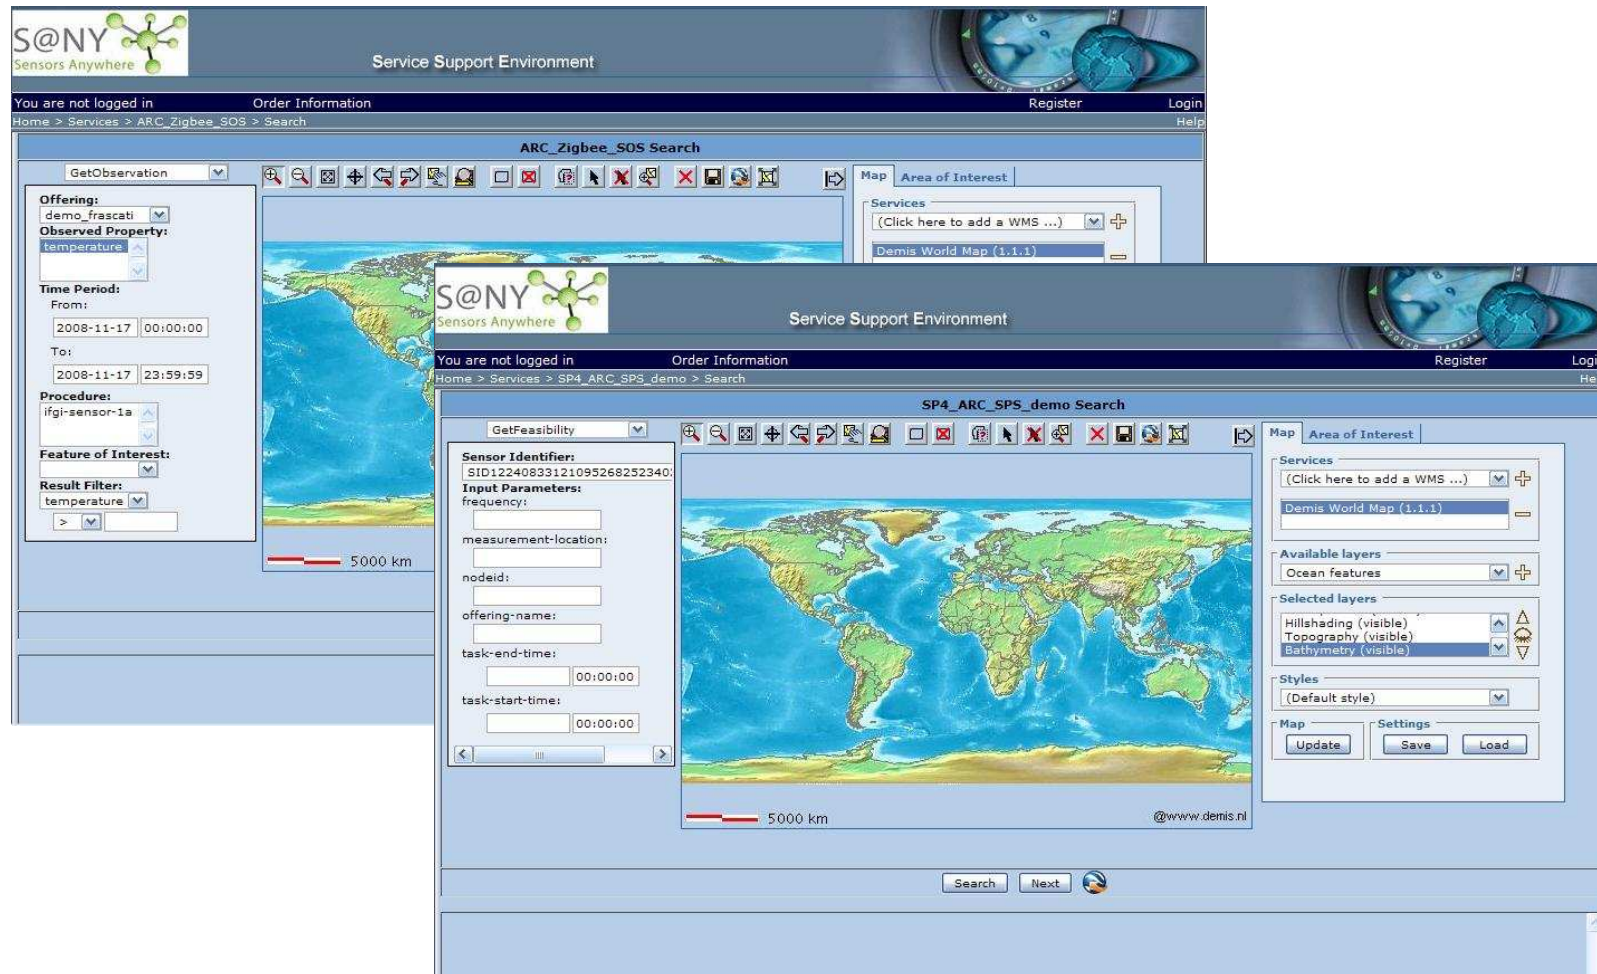 S@NY
Sensors Anywhere
Service Support Environment
You are not logged in Order Information Register Login
Home > Services > ARC_Zigbee_SOS > Search Help
ARC_Zigbee_SOS Search
GetObservation
Offering:
demo_frascati
Observed Property:
temperature
Time Period:
From:
2008-11-17 00:00:00
To:
2008-11-17 23:59:59
Procedure:
ifgi-sensor-1a
Feature of Interest:
Result Filter:
temperature
>
5000 km
Map Area of Interest
Services
(Click here to add a WMS ...)
Demis World Map (1.1.1)
S@NY
Sensors Anywhere
Service Support Environment
You are not logged in Order Information Register Logi
Home > Services > SP4_ARC_SPS_demo > Search He
SP4_ARC_SPS_demo Search
GetFeasibility
Sensor Identifier:
Input Parameters:
frequency:
measurement-location:
nodeid:
offering-name:
task-end-time:
00:00:00
task-start-time:
00:00:00
5000 km
@www.demis.nl
Map Area of Interest
Services
(Click here to add a WMS ...)
Demis World Map (1.1.1)
Available layers
Ocean features
Selected layers
Hillshading (visible)
Topography (visible)
Bathymetry (visible)
Styles
(Default style)
Map Settings
Update Save Load
Search Next